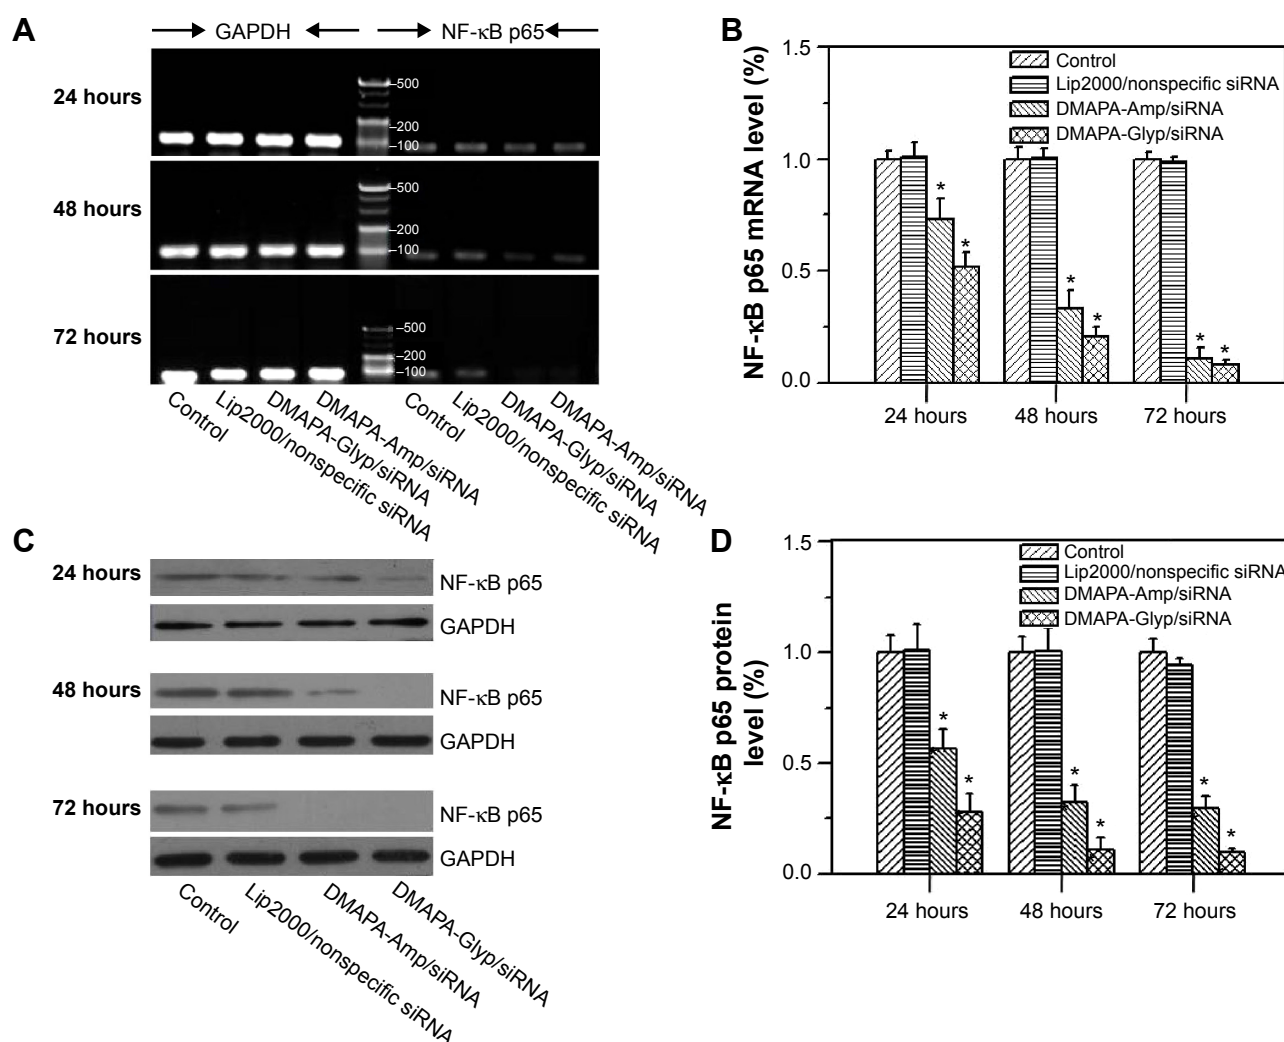 A
GAPDH
NF-κB p65
24 hours
–500
–200
–100
48 hours
–500
–200
–100
72 hours
–500
–200
–100
Control
Lip2000/nonspecific siRNA
DMAPA-Glyp/siRNA
DMAPA-Amp/siRNA
Control
Lip2000/nonspecific siRNA
DMAPA-Glyp/siRNA
DMAPA-Amp/siRNA
B
NF-κB p65 mRNA level (%)
1.5
1.0
0.5
0.0
Control
Lip2000/nonspecific siRNA
DMAPA-Amp/siRNA
DMAPA-Glyp/siRNA
* *
* *
* *
24 hours
48 hours
72 hours
C
24 hours
NF-κB p65
GAPDH
48 hours
NF-κB p65
GAPDH
72 hours
NF-κB p65
GAPDH
Control
Lip2000/nonspecific siRNA
DMAPA-Amp/siRNA
DMAPA-Glyp/siRNA
D
NF-κB p65 protein
level (%)
1.5
1.0
0.5
0.0
Control
Lip2000/nonspecific siRNA
DMAPA-Amp/siRNA
DMAPA-Glyp/siRNA
* *
* *
* *
24 hours
48 hours
72 hours